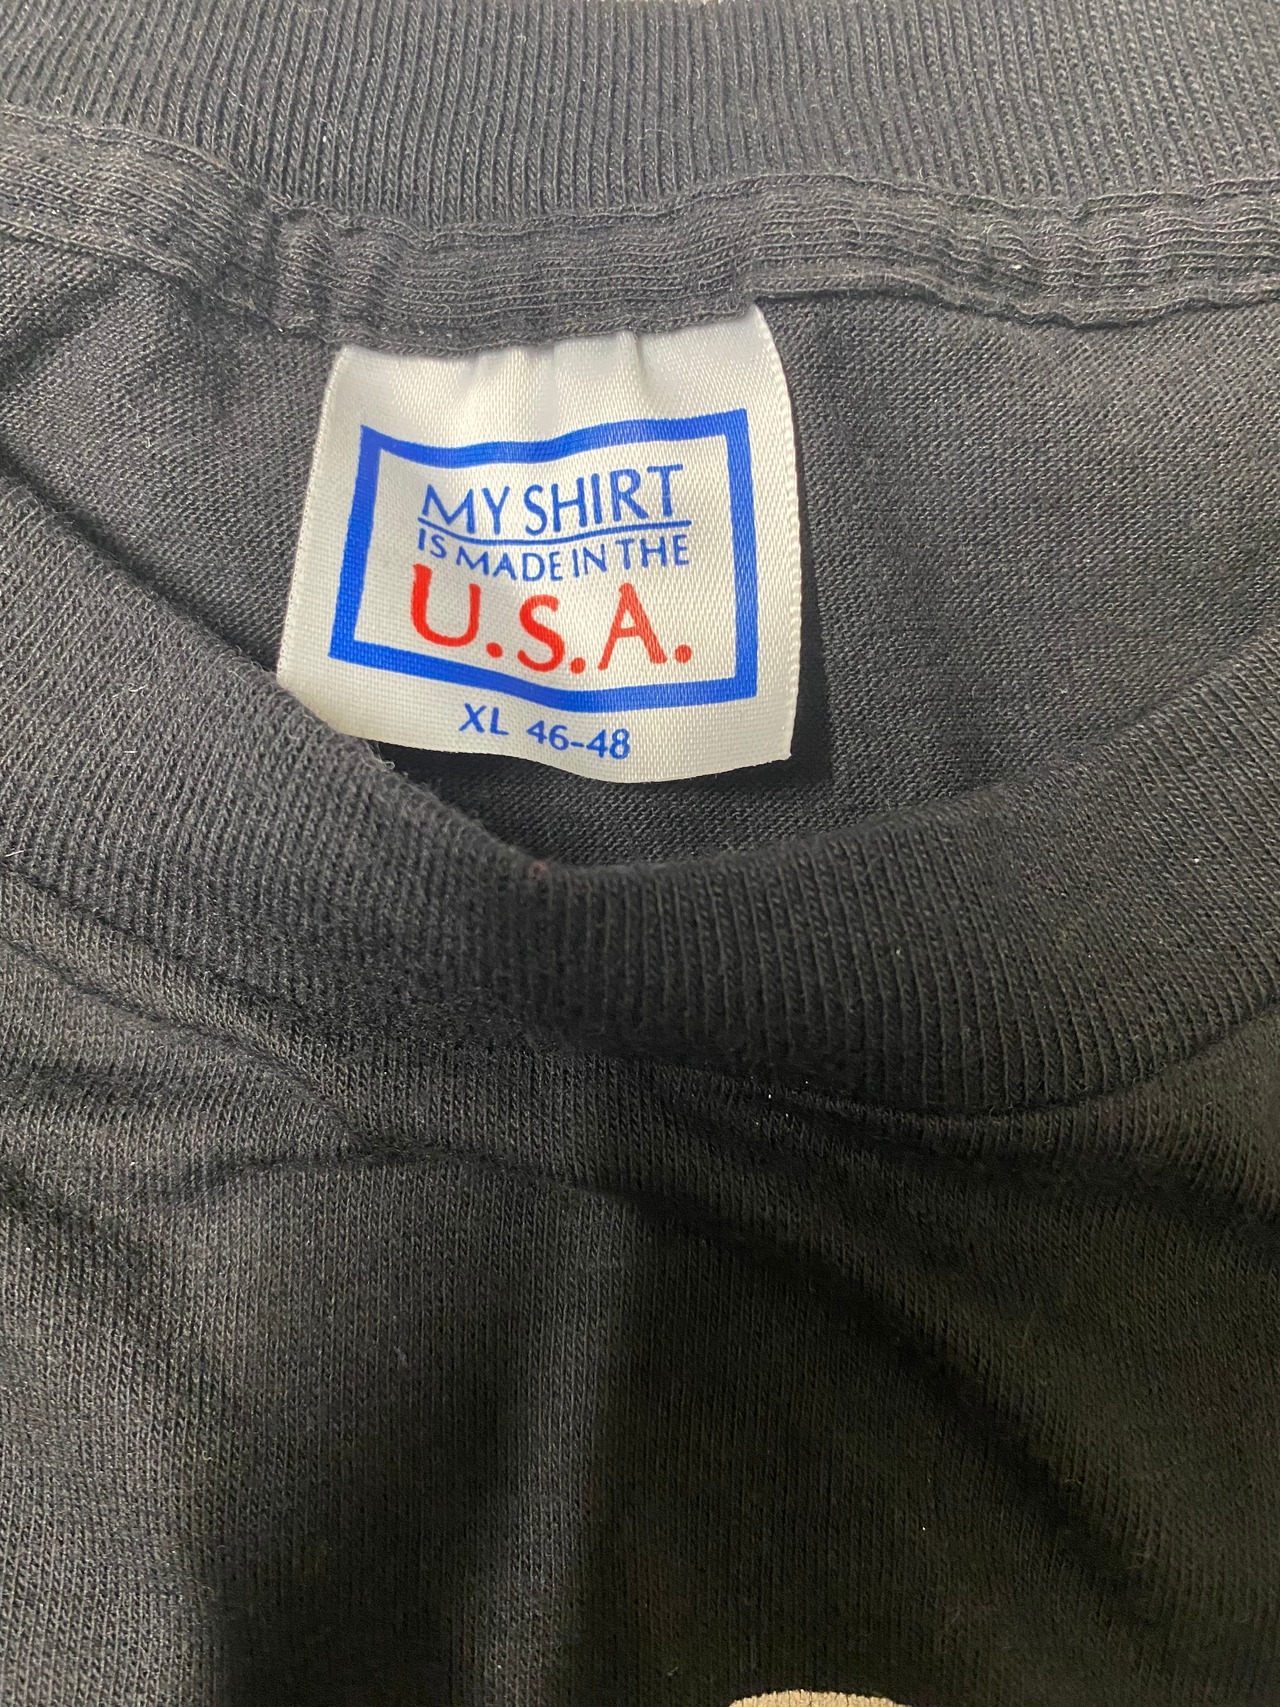 MY SHIRT
IS MADE IN THE
U.S.A.
XL 46-48